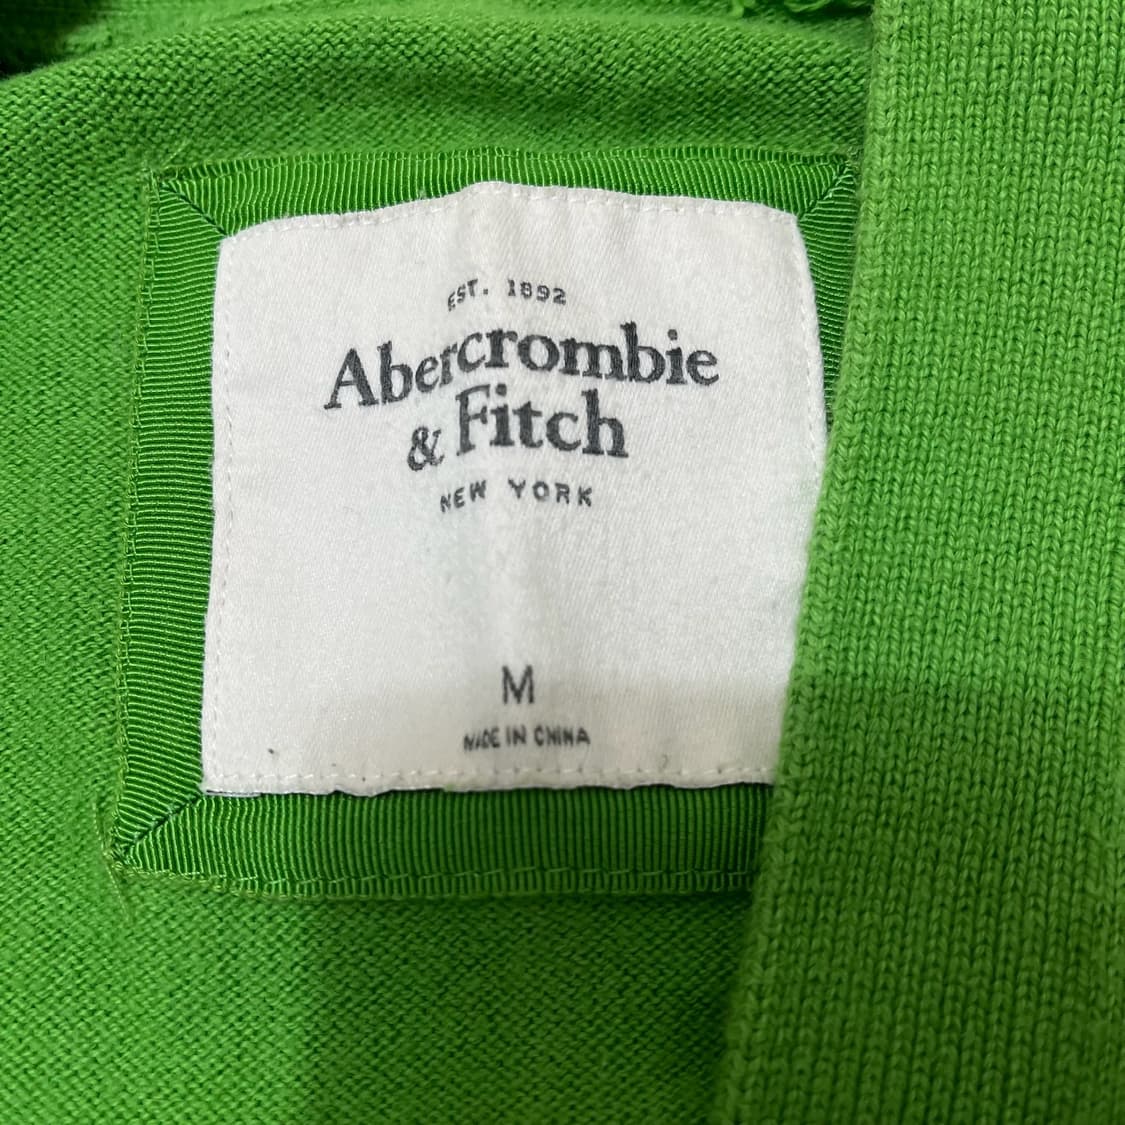 EST. 1892
Abercrombie
& Fitch
NEW YORK
M
MADE IN CHINA